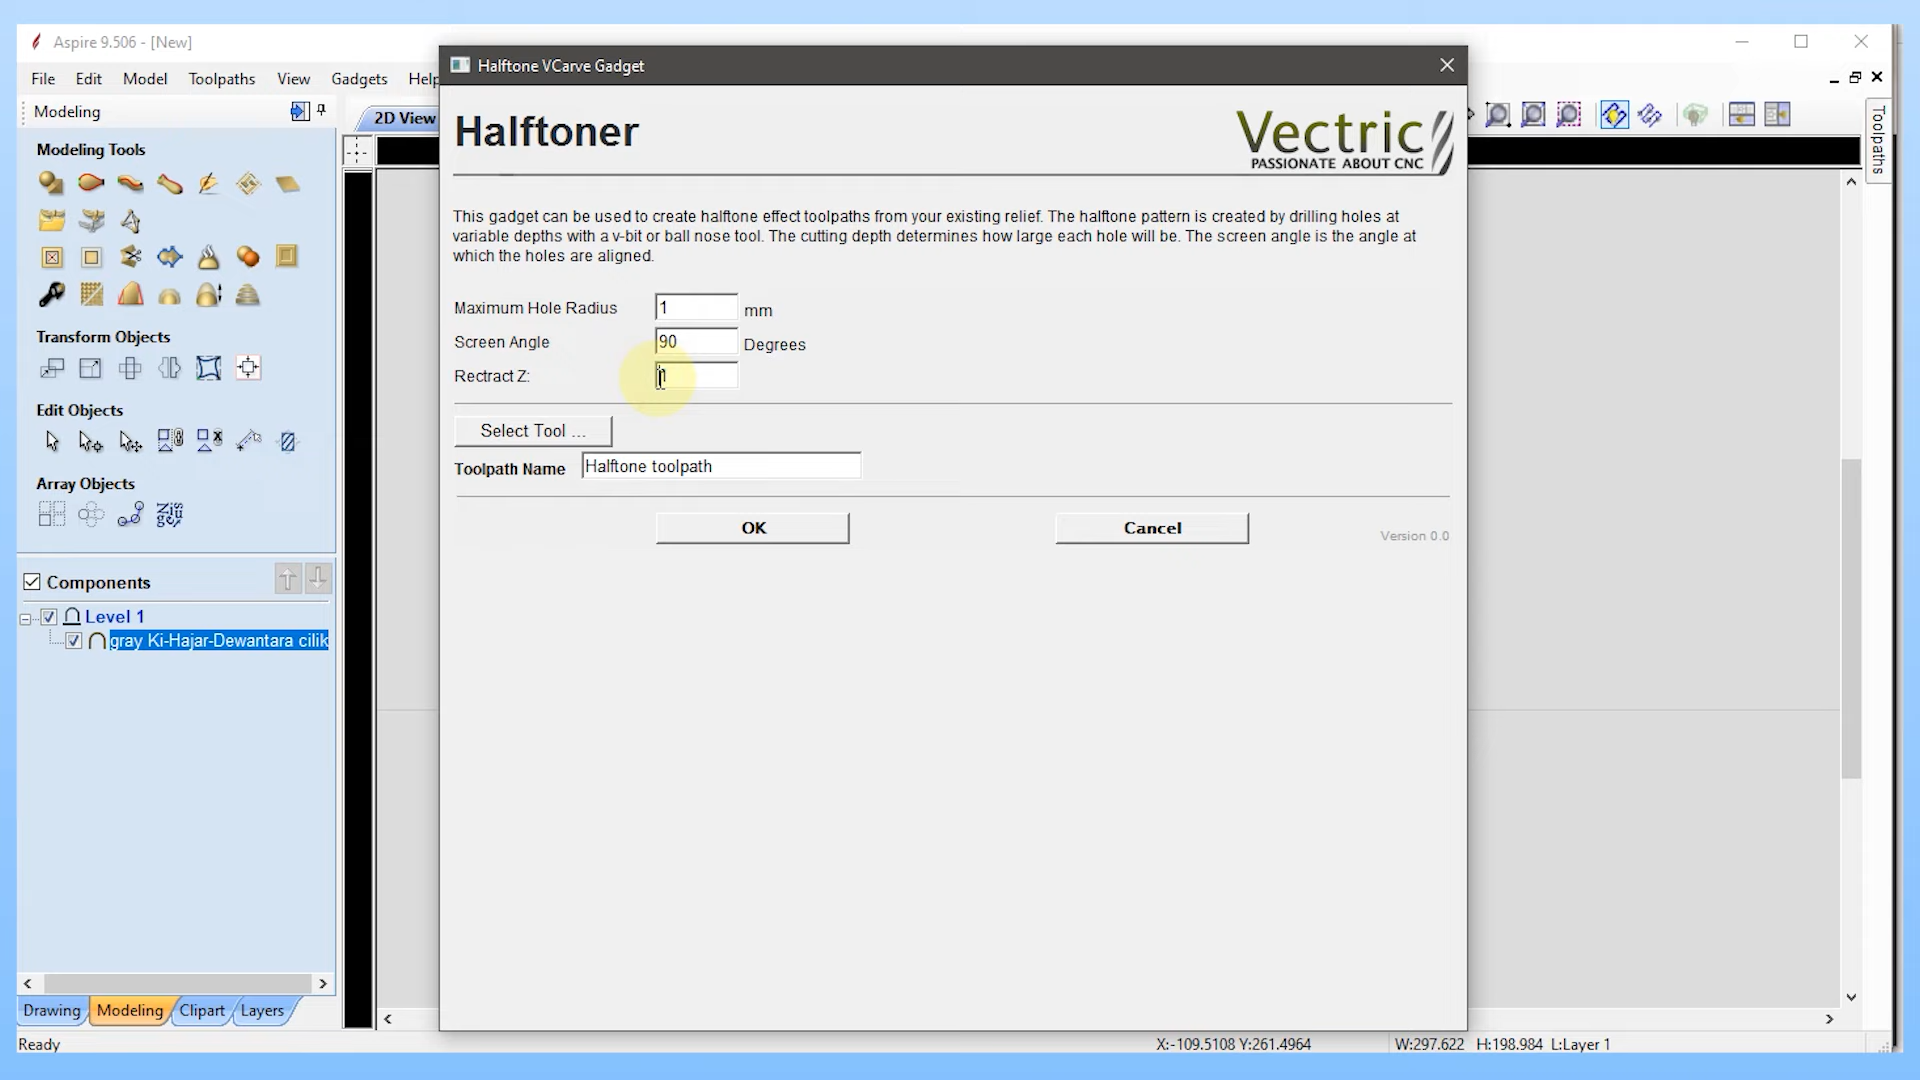 Aspire 9.506 - [New]
File Edit Model Toolpaths View Gadgets Help
Modeling
Modeling Tools
Transform Objects
Edit Objects
Array Objects
Components
Level 1
gray Ki-Hajar-Dewantara cilik
Drawing Modeling Clipart Layers
Ready
2D View
Halftone VCarve Gadget
Halftoner
Vectric
PASSIONATE ABOUT CNC
This gadget can be used to create halftone effect toolpaths from your existing relief. The halftone pattern is created by drilling holes at
variable depths with a v-bit or ball nose tool. The cutting depth determines how large each hole will be. The screen angle is the angle at
which the holes are aligned.
Maximum Hole Radius 1 mm
Screen Angle 90 Degrees
Rectract Z: 1
Select Tool ...
Toolpath Name Halftone toolpath
OK Cancel
Version 0.0
Toolpaths
X:-109.5108 Y:261.4964 W:297.622 H:198.984 L:Layer 1